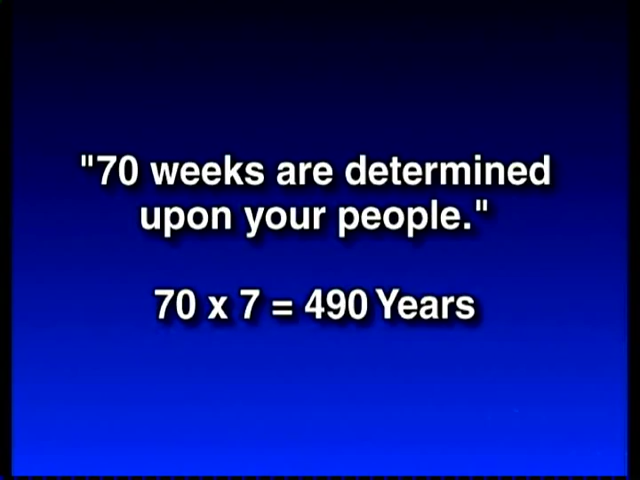 "70 weeks are determined
upon your people."
70 x 7 = 490 Years